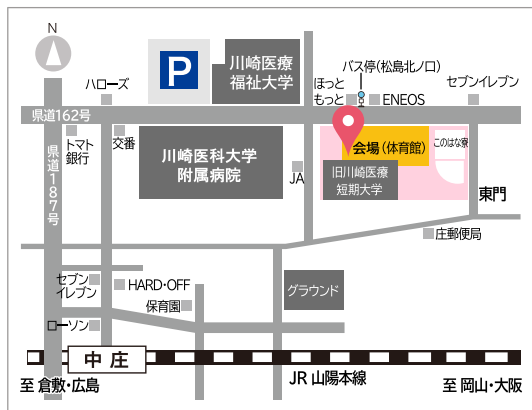 N
P
川崎医療
福祉大学
バス停(松島北ノ口)
ハローズ
ほっと
もっと
ENEOS
セブンイレブン
県道162号
トマト
銀行
交番
川崎医科大学
附属病院
JA
会場(体育館)
旧川崎医療
短期大学
このはな寮
県道187号
東門
庄郵便局
セブン
イレブン
HARD・OFF
保育園
グラウンド
ローソン
中庄
JR 山陽本線
至 倉敷・広島
至 岡山・大阪